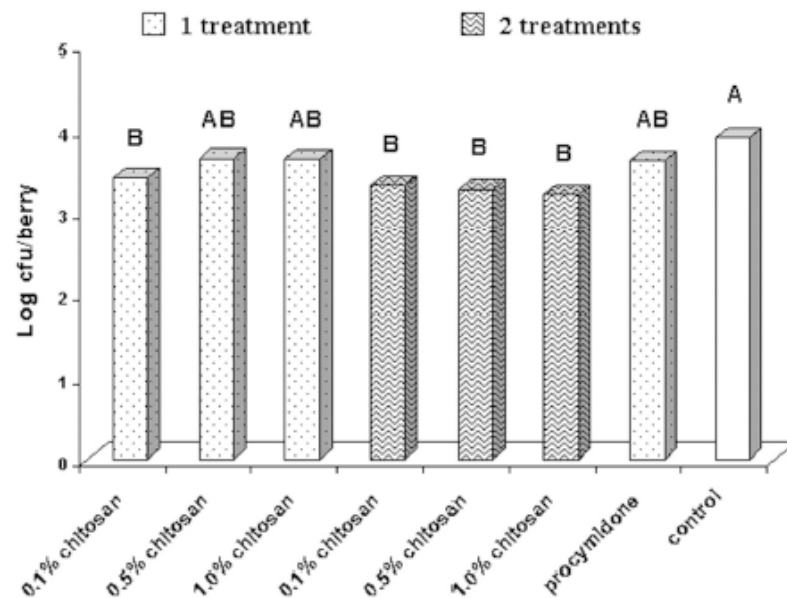 1 treatment 2 treatments
5
4
3
2
1
0
Log cfu/berry
B AB AB B B B AB A
0,1% chitosan
0,5% chitosan
1,0% chitosan
0,1% chitosan
0,5% chitosan
1,0% chitosan
procymidone
control